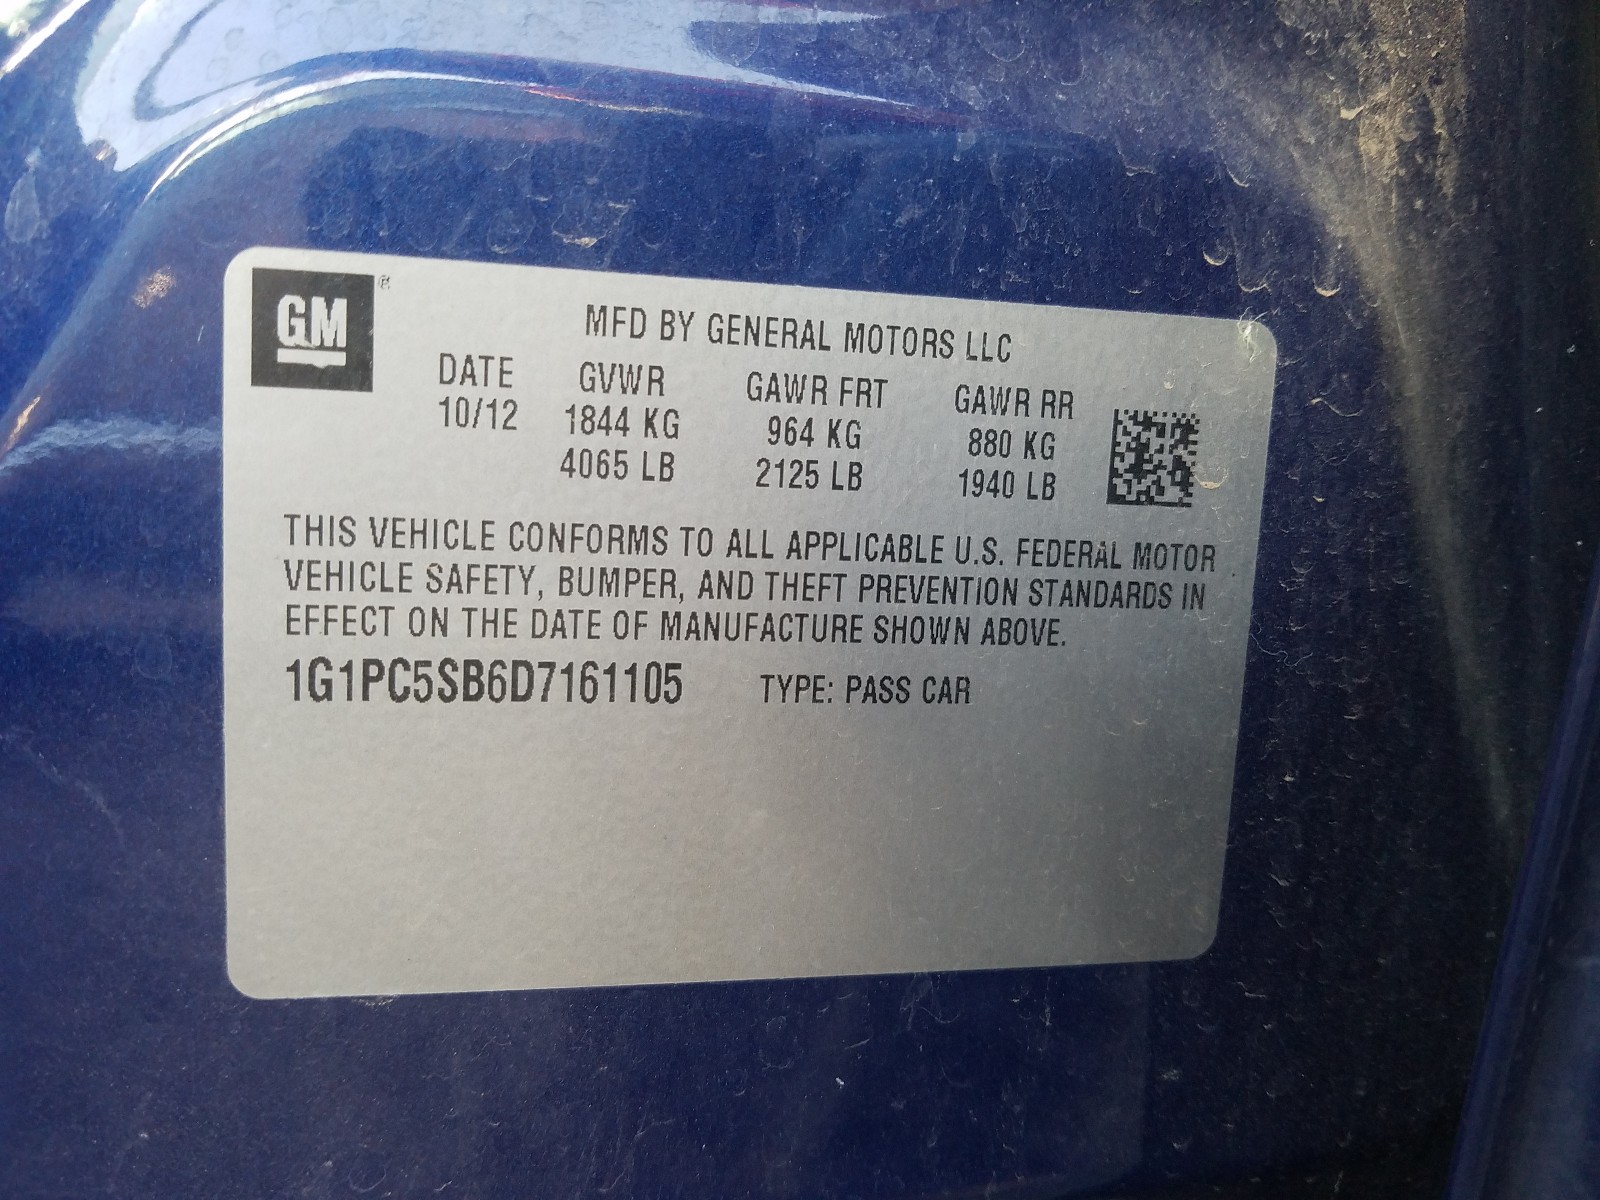 GM ®
MFD BY GENERAL MOTORS LLC
DATE GVWR GAWR FRT GAWR RR
10/12 1844 KG 964 KG 880 KG
4065 LB 2125 LB 1940 LB
THIS VEHICLE CONFORMS TO ALL APPLICABLE U.S. FEDERAL MOTOR
VEHICLE SAFETY, BUMPER, AND THEFT PREVENTION STANDARDS IN
EFFECT ON THE DATE OF MANUFACTURE SHOWN ABOVE.
1G1PC5SB6D7161105 TYPE: PASS CAR